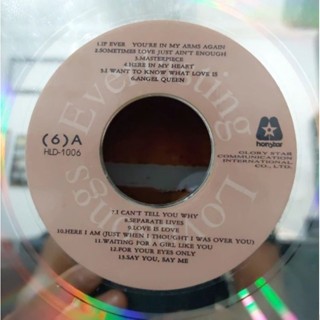 1.IF EVER YOU'RE IN MY ARMS AGAIN
2.SOMETIMES LOVE JUST AIN'T ENOUGH
3.MASTERPIECE
4.HERE IN MY HEART
5.I WANT TO KNOW WHAT LOVE IS
6.ANGEL QUEEN
(6)A
HLD-1006
honstar
GLORY STAR
COMMUNICATION
INTERNATIONAL
CO., LTD.
Everlasting Love Songs
7.I CAN'T TELL YOU WHY
8.SEPARATE LIVES
9.LOVE IS LOVE
10.HERE I AM (JUST WHEN I THOUGHT I WAS OVER YOU)
11.WAITING FOR A GIRL LIKE YOU
12.FOR YOUR EYES ONLY
13.SAY YOU, SAY ME